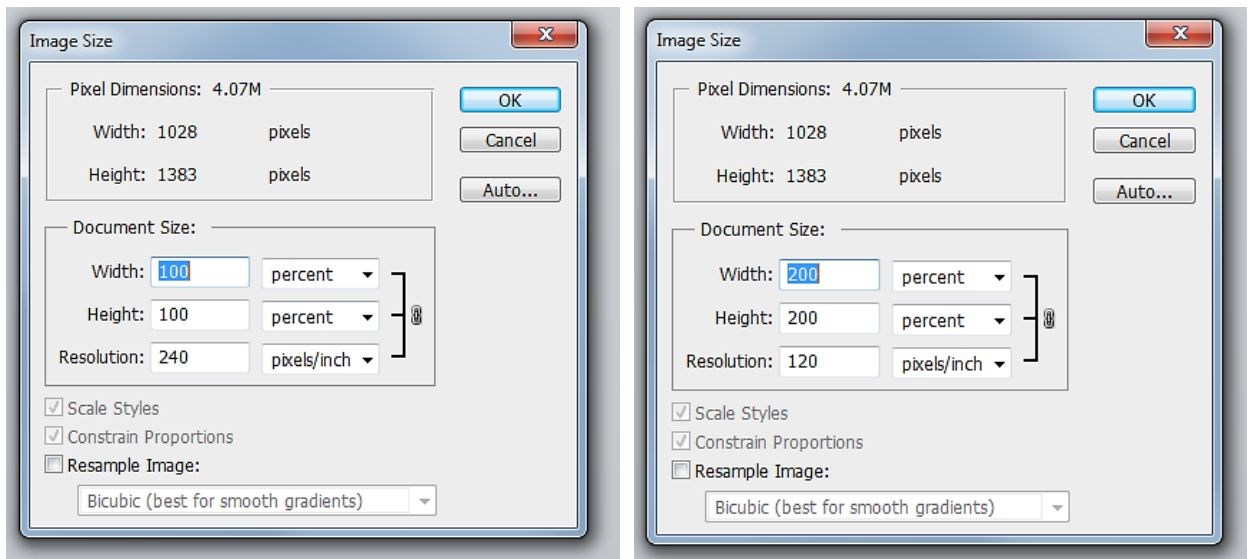 Image Size
Pixel Dimensions: 4.07M
Width: 1028 pixels
Height: 1383 pixels
OK
Cancel
Auto...
Document Size:
Width: 100 percent
Height: 100 percent
Resolution: 240 pixels/inch
Scale Styles
Constrain Proportions
Resample Image:
Bicubic (best for smooth gradients)
Image Size
Pixel Dimensions: 4.07M
Width: 1028 pixels
Height: 1383 pixels
OK
Cancel
Auto...
Document Size:
Width: 200 percent
Height: 200 percent
Resolution: 120 pixels/inch
Scale Styles
Constrain Proportions
Resample Image:
Bicubic (best for smooth gradients)